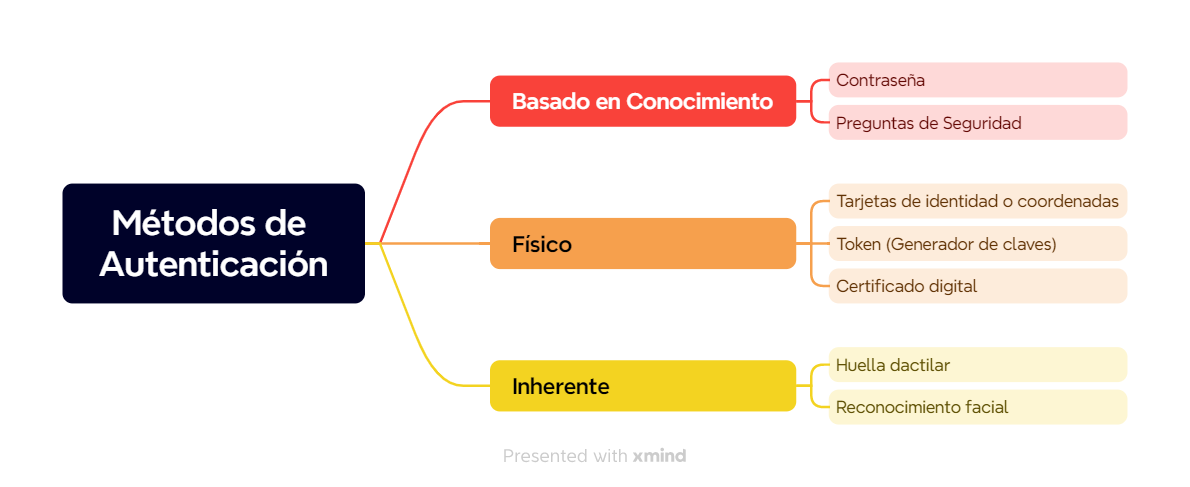 Métodos de
Autenticación
Basado en Conocimiento
Contraseña
Preguntas de Seguridad
Físico
Tarjetas de identidad o coordenadas
Token (Generador de claves)
Certificado digital
Inherente
Huella dactilar
Reconocimiento facial
Presented with xmind